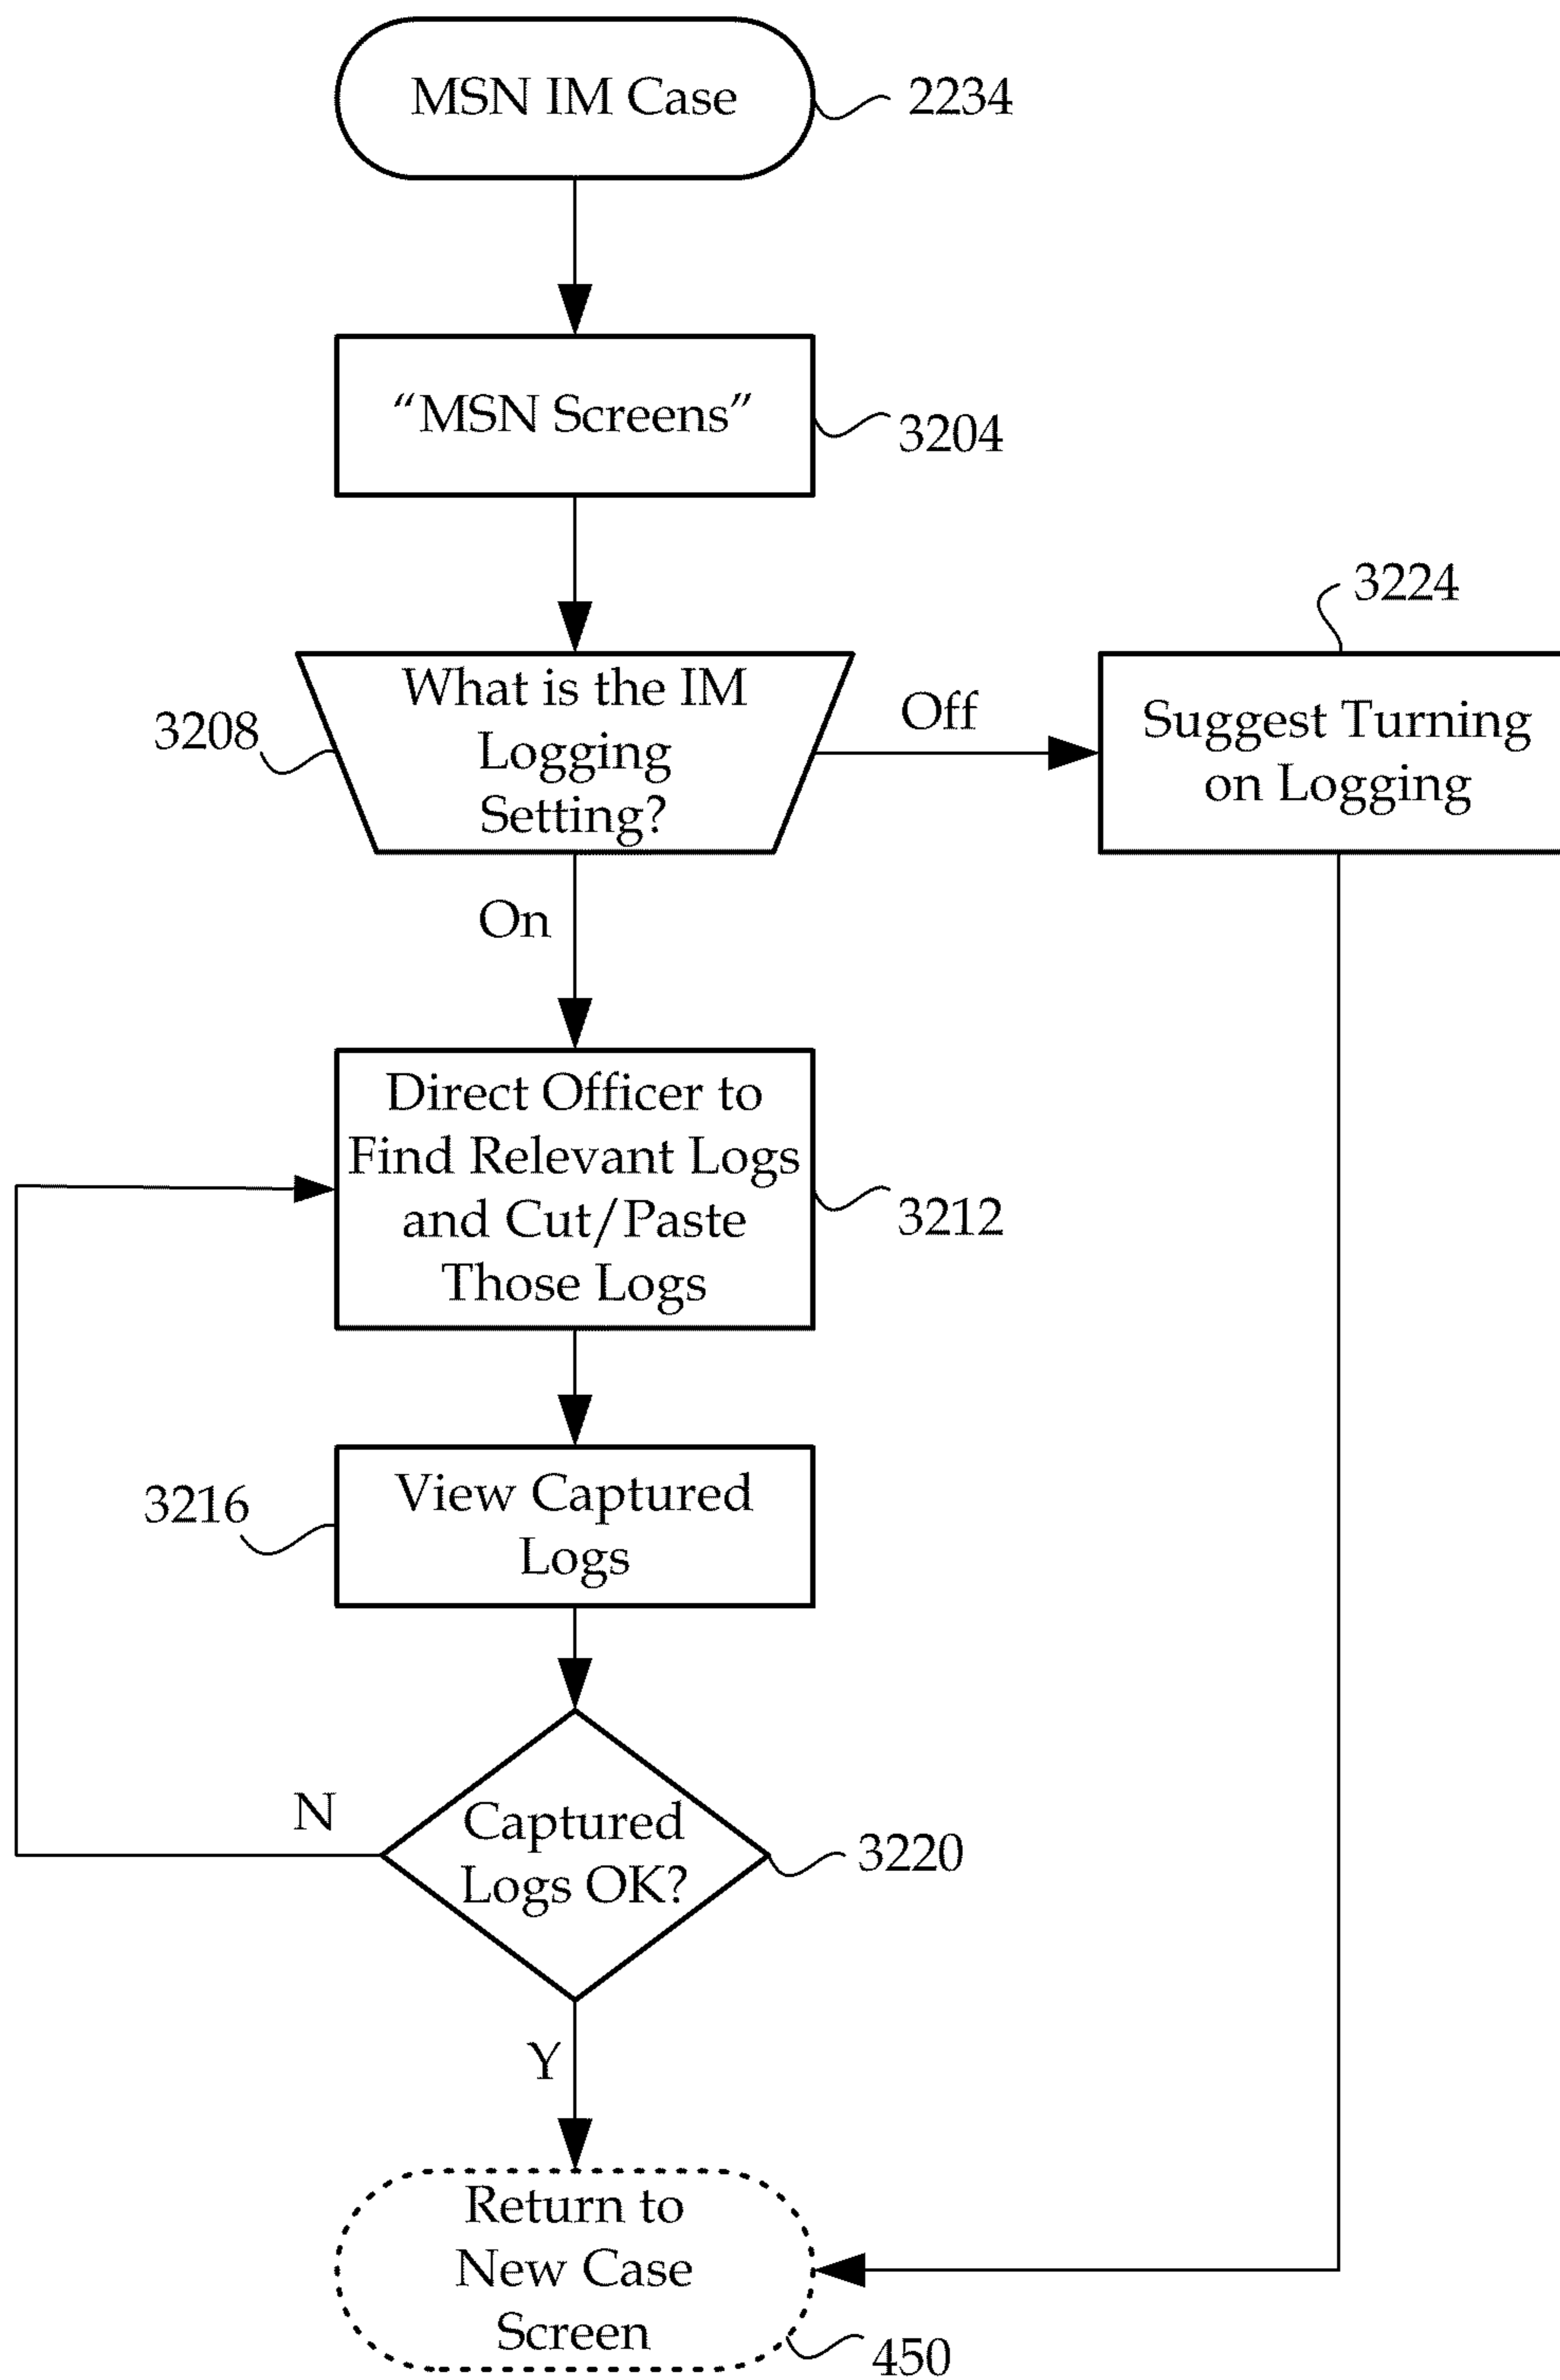 MSN IM Case
2234
“MSN Screens”
3204
3224
What is the IM
Logging
Setting?
3208
Off
Suggest Turning
on Logging
On
Direct Officer to
Find Relevant Logs
and Cut/Paste
Those Logs
3212
View Captured
Logs
3216
N
Captured
Logs OK?
3220
Y
Return to
New Case
Screen
450